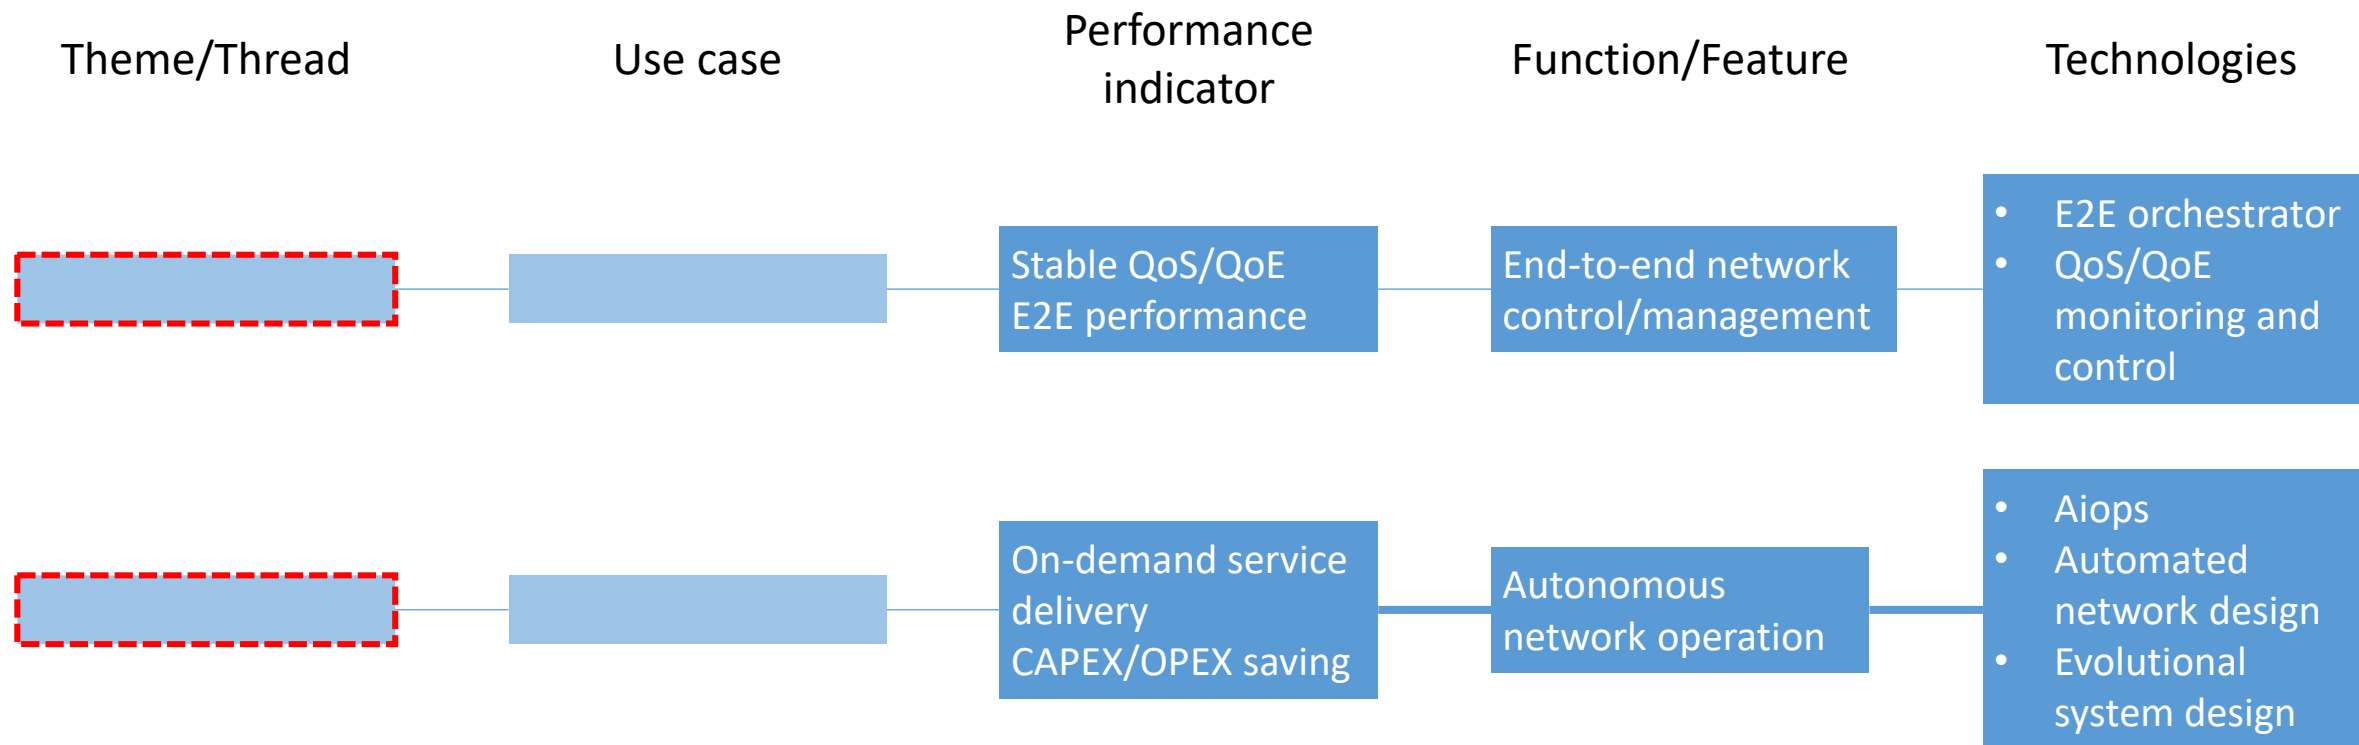 Theme/Thread
Use case
Performance
indicator
Function/Feature
Technologies
Stable QoS/QoE
E2E performance
End-to-end network
control/management
• E2E orchestrator
• QoS/QoE
monitoring and
control
On-demand service
delivery
CAPEX/OPEX saving
Autonomous
network operation
• Aiops
• Automated
network design
• Evolutional
system design